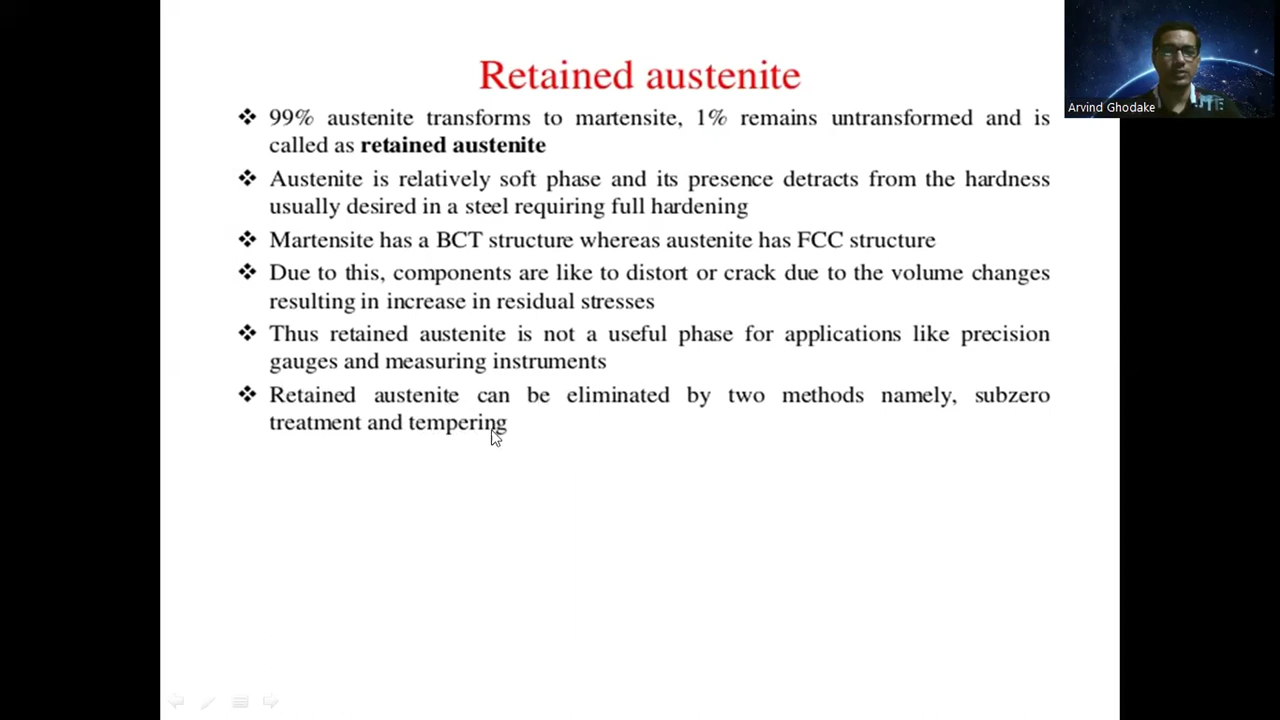 Retained austenite
Arvind Ghodake
❖ 99% austenite transforms to martensite, 1% remains untransformed and is
called as retained austenite
❖ Austenite is relatively soft phase and its presence detracts from the hardness
usually desired in a steel requiring full hardening
❖ Martensite has a BCT structure whereas austenite has FCC structure
❖ Due to this, components are like to distort or crack due to the volume changes
resulting in increase in residual stresses
❖ Thus retained austenite is not a useful phase for applications like precision
gauges and measuring instruments
❖ Retained austenite can be eliminated by two methods namely, subzero
treatment and tempering